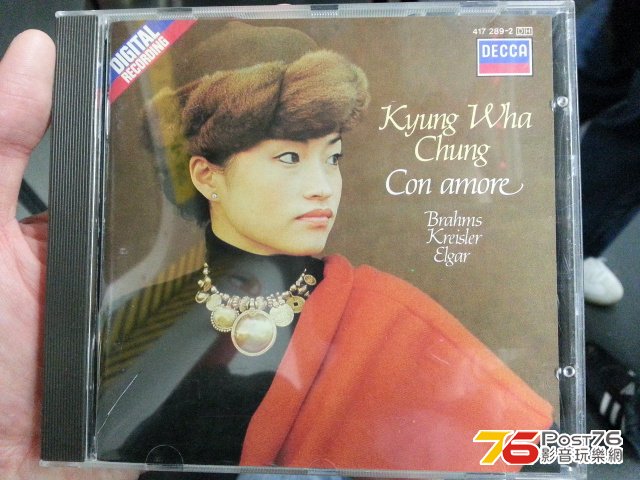 DIGITAL
RECORDING
417 289-2 DH
DECCA
Kyung Wha
Chung
Con amore
Brahms
Kreisler
Elgar
76 POST76
影音玩樂網